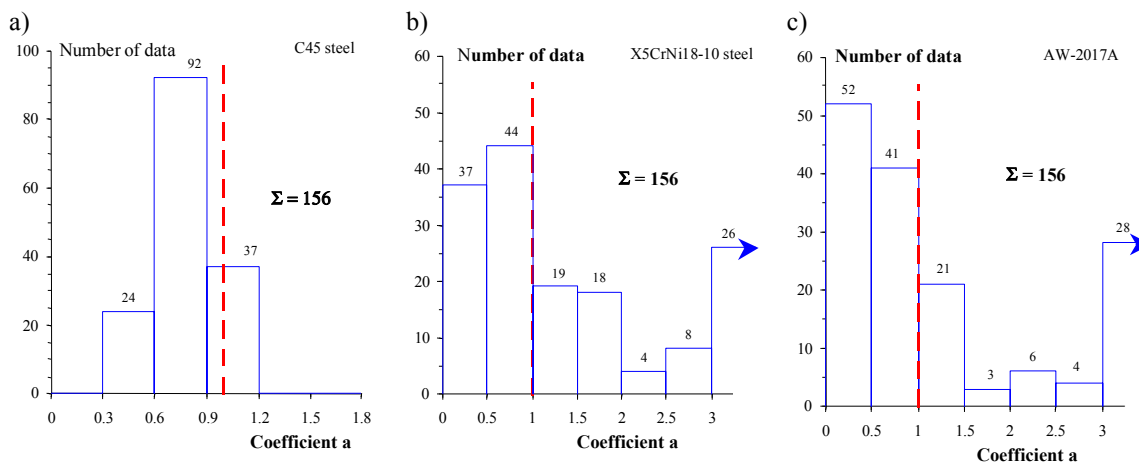 a)
Number of data
C45 steel
100
80
60
40
20
0
24
92
37
Σ = 156
0 0.3 0.6 0.9 1.2 1.5 1.8
Coefficient a
b)
Number of data
X5CrNi18-10 steel
60
50
40
30
20
10
0
37
44
19
18
4
8
26
Σ = 156
0 0.5 1 1.5 2 2.5 3
Coefficient a
c)
Number of data
AW-2017A
60
50
40
30
20
10
0
52
41
21
3
6
4
28
Σ = 156
0 0.5 1 1.5 2 2.5 3
Coefficient a